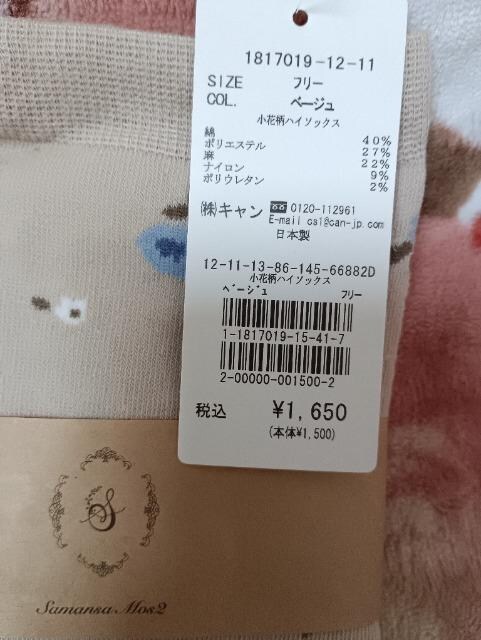 1817019-12-11
SIZE フリー
COL. ベージュ
小花柄ハイソックス
綿 40%
ポリエステル 27%
麻 22%
ナイロン 9%
ポリウレタン 2%
㈱キャン 0120-112961
E-mail cs1@can-jp.com
日本製
12-11-13-86-145-66882D
小花柄ハイソックス
ベージュ フリー
1-1817019-15-41-7
2-00000-001500-2
税込 ¥1,650
(本体¥1,500)
S
Samansa Mos2